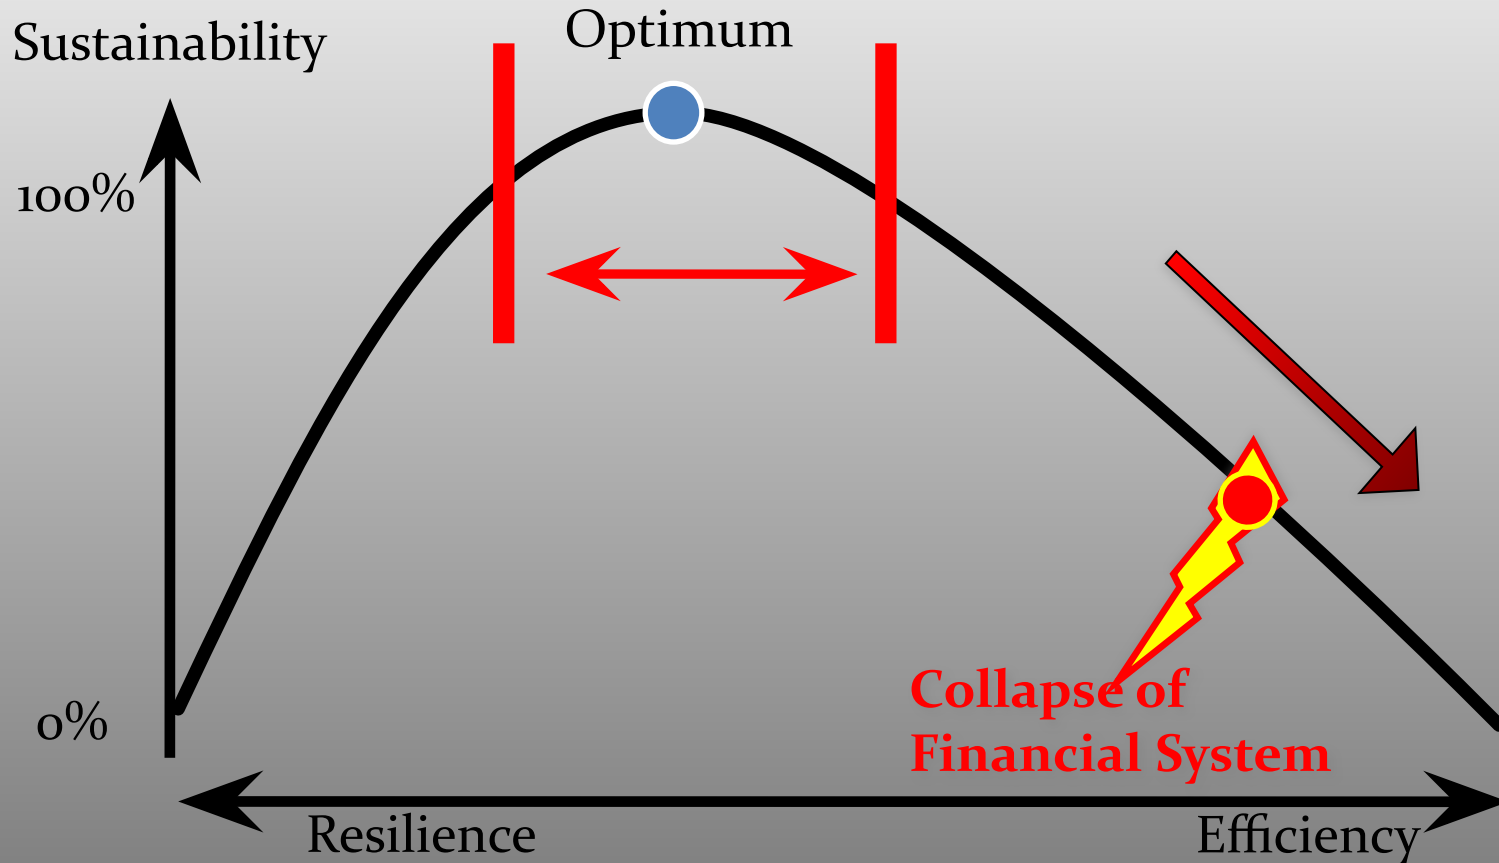 Sustainability
Optimum
100%
0%
Collapse of
Financial System
Resilience
Efficiency